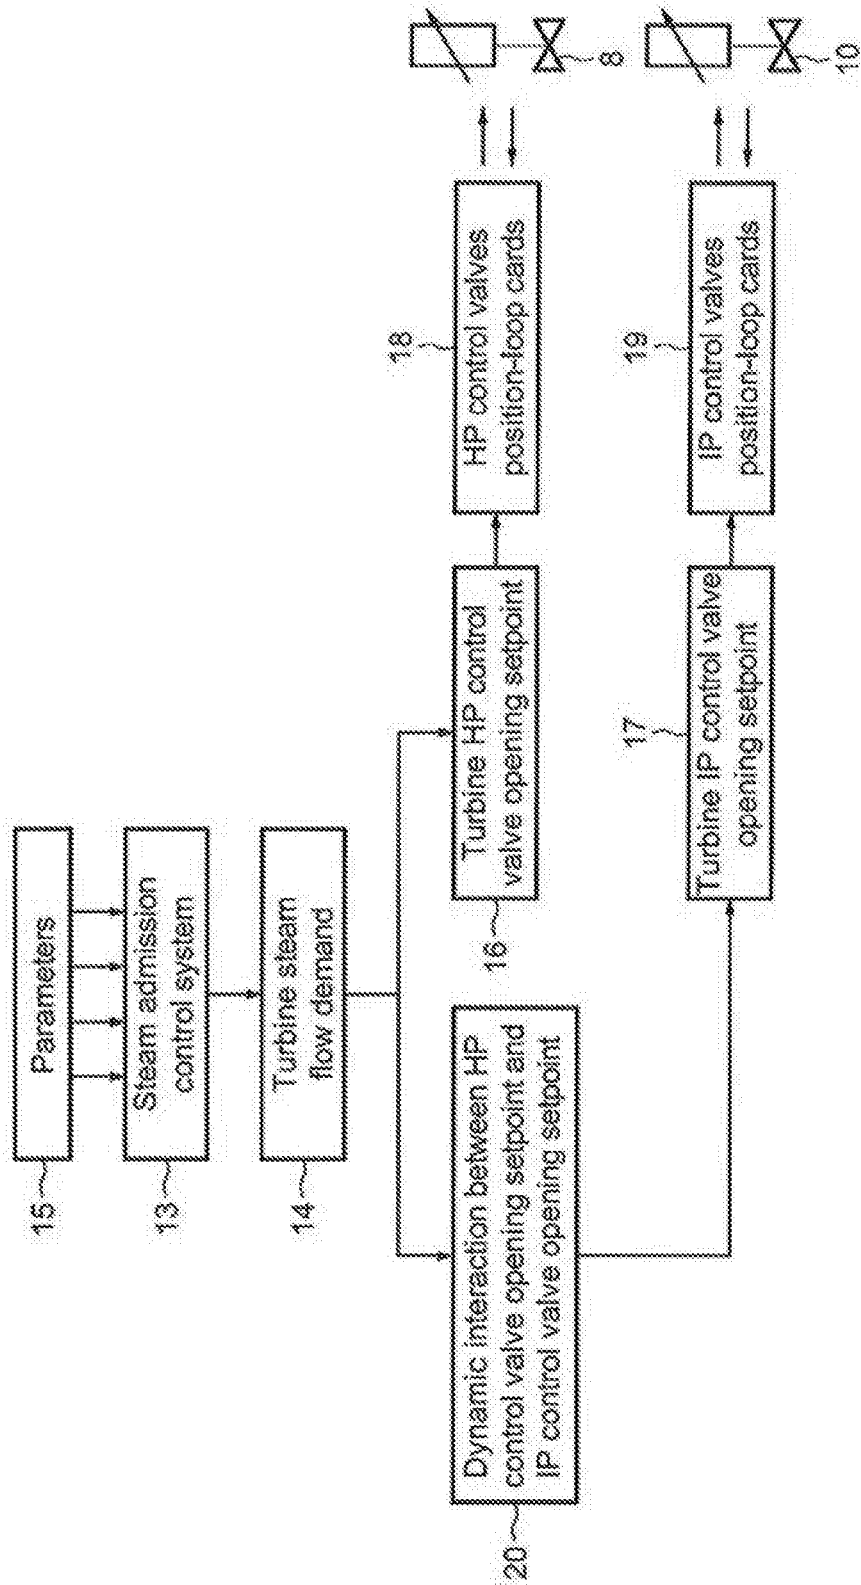 15
Parameters
13
Steam admission
control system
14
Turbine steam
flow demand
20
Dynamic interaction between HP
control valve opening setpoint and
IP control valve opening setpoint
16
Turbine HP control
valve opening setpoint
18
HP control valves
position-loop cards
8
17
Turbine IP control valve
opening setpoint
19
IP control valves
position-loop cards
10